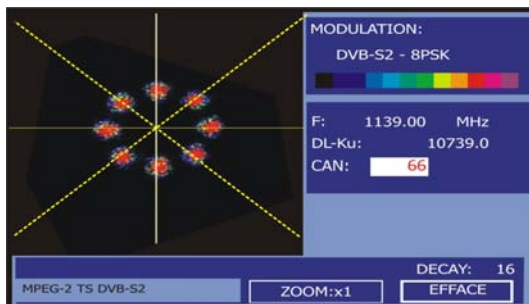 MODULATION:
DVB-S2 - 8PSK
F: 1139.00 MHz
DL-Ku: 10739.0
CAN: 66
DECAY: 16
MPEG-2 TS DVB-S2
ZOOM:x1
EFFACE